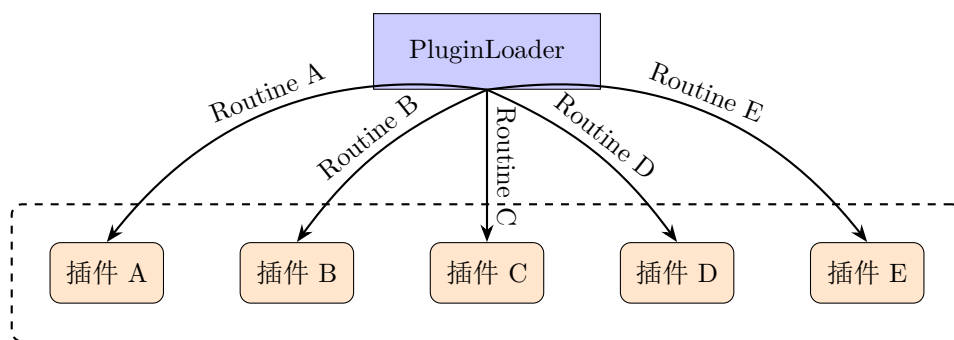 PluginLoader
Routine A
Routine B
Routine C
Routine D
Routine E
插件 A
插件 B
插件 C
插件 D
插件 E